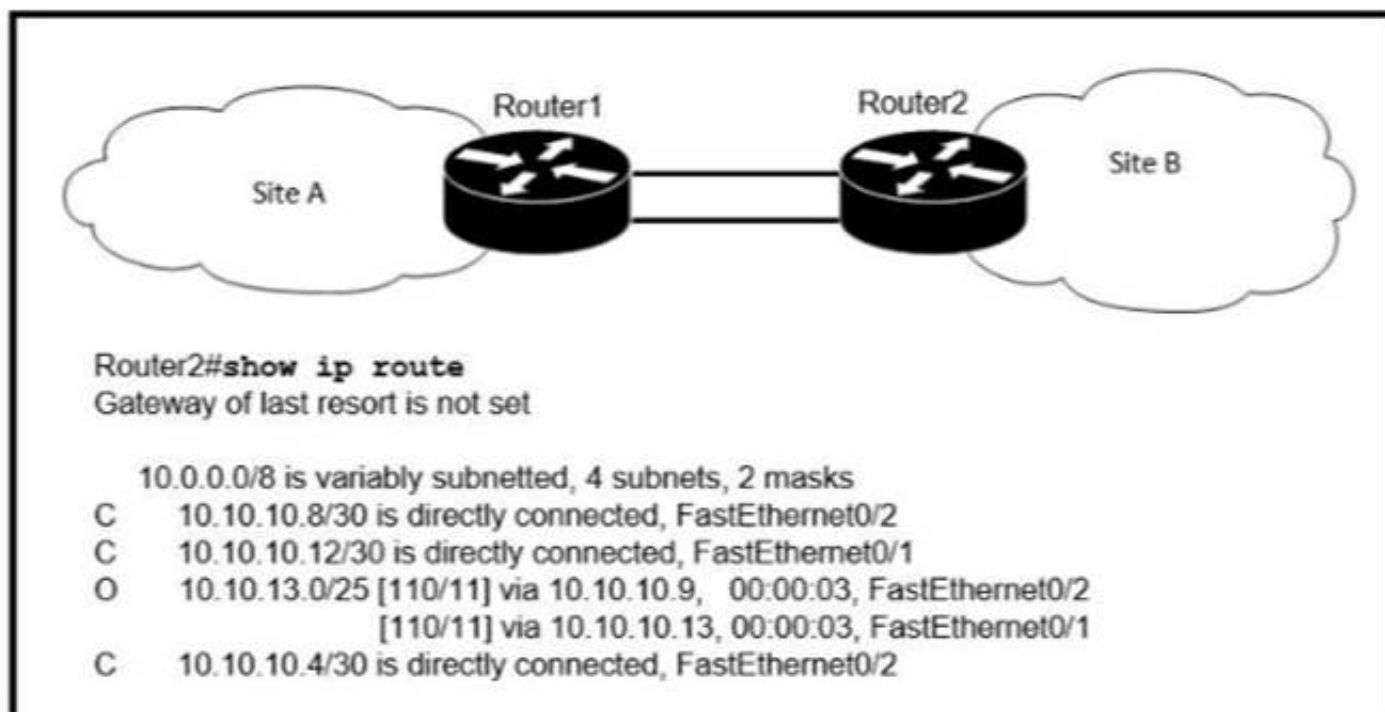 Router1
Router2
Site A
Site B
Router2#show ip route
Gateway of last resort is not set
10.0.0.0/8 is variably subnetted, 4 subnets, 2 masks
C 10.10.10.8/30 is directly connected, FastEthernet0/2
C 10.10.10.12/30 is directly connected, FastEthernet0/1
O 10.10.13.0/25 [110/11] via 10.10.10.9, 00:00:03, FastEthernet0/2
[110/11] via 10.10.10.13, 00:00:03, FastEthernet0/1
C 10.10.10.4/30 is directly connected, FastEthernet0/2